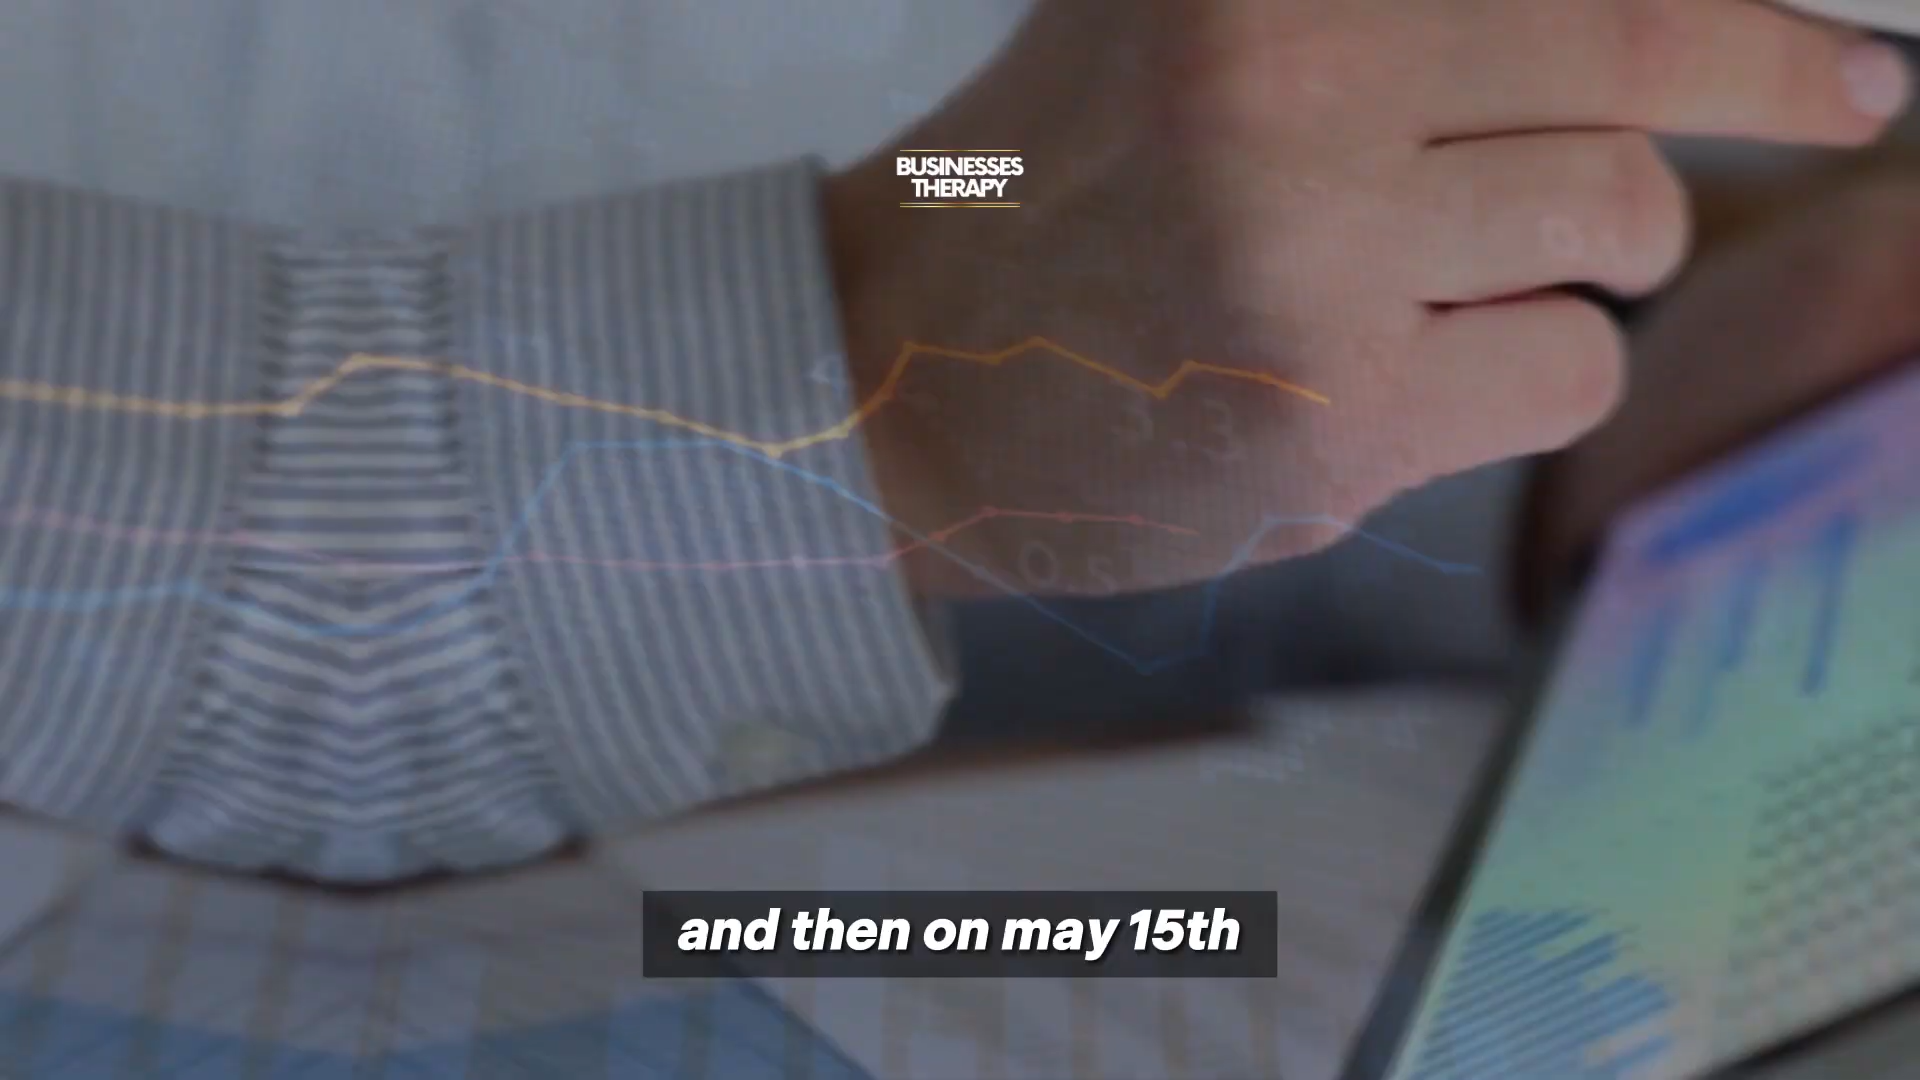 BUSINESSES
THERAPY
and then on may 15th